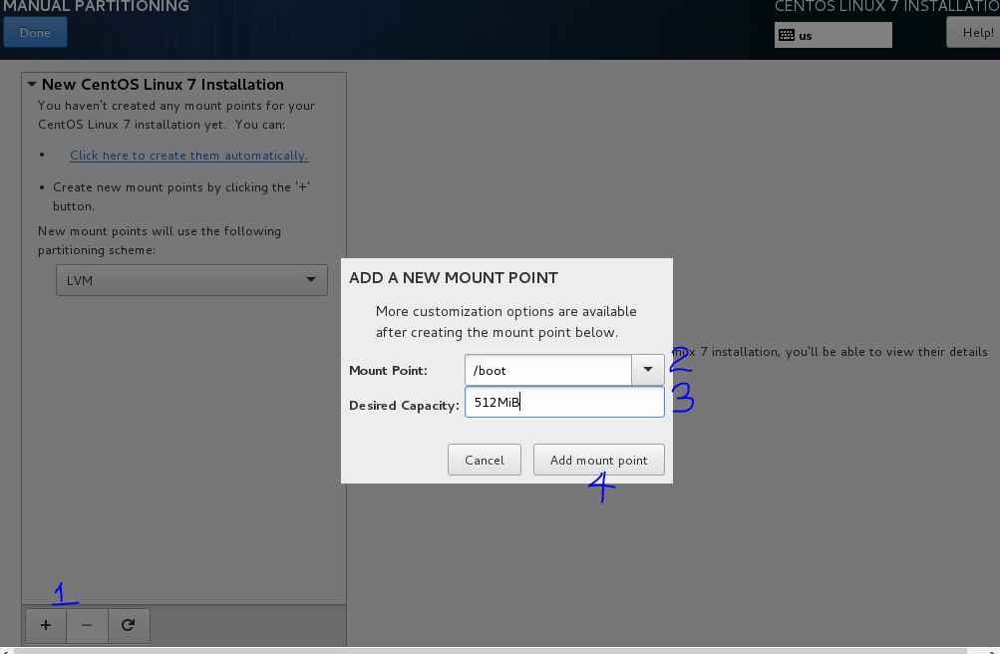 MANUAL PARTITIONING
CENTOS LINUX 7 INSTALLATIO
Done
us
Help!
New CentOS Linux 7 Installation
You haven't created any mount points for your
CentOS Linux 7 installation yet. You can:
• Click here to create them automatically.
• Create new mount points by clicking the '+'
button.
New mount points will use the following
partitioning scheme:
LVM
ADD A NEW MOUNT POINT
More customization options are available
after creating the mount point below.
Mount Point: /boot
2
7 installation, you'll be able to view their details
Desired Capacity: 512MiB
3
Cancel
Add mount point
4
1
+ −